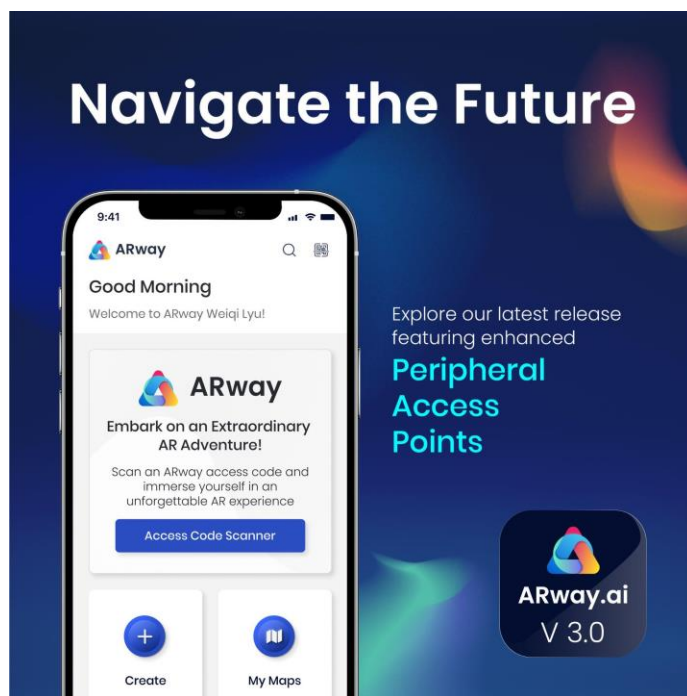 Navigate the Future
9:41
ARway
Good Morning
Welcome to ARway Weiqi Lyu!
ARway
Embark on an Extraordinary
AR Adventure!
Scan an ARway access code and
immerse yourself in an
unforgettable AR experience
Access Code Scanner
Create
My Maps
Explore our latest release
featuring enhanced
Peripheral
Access
Points
ARway.ai
V 3.0